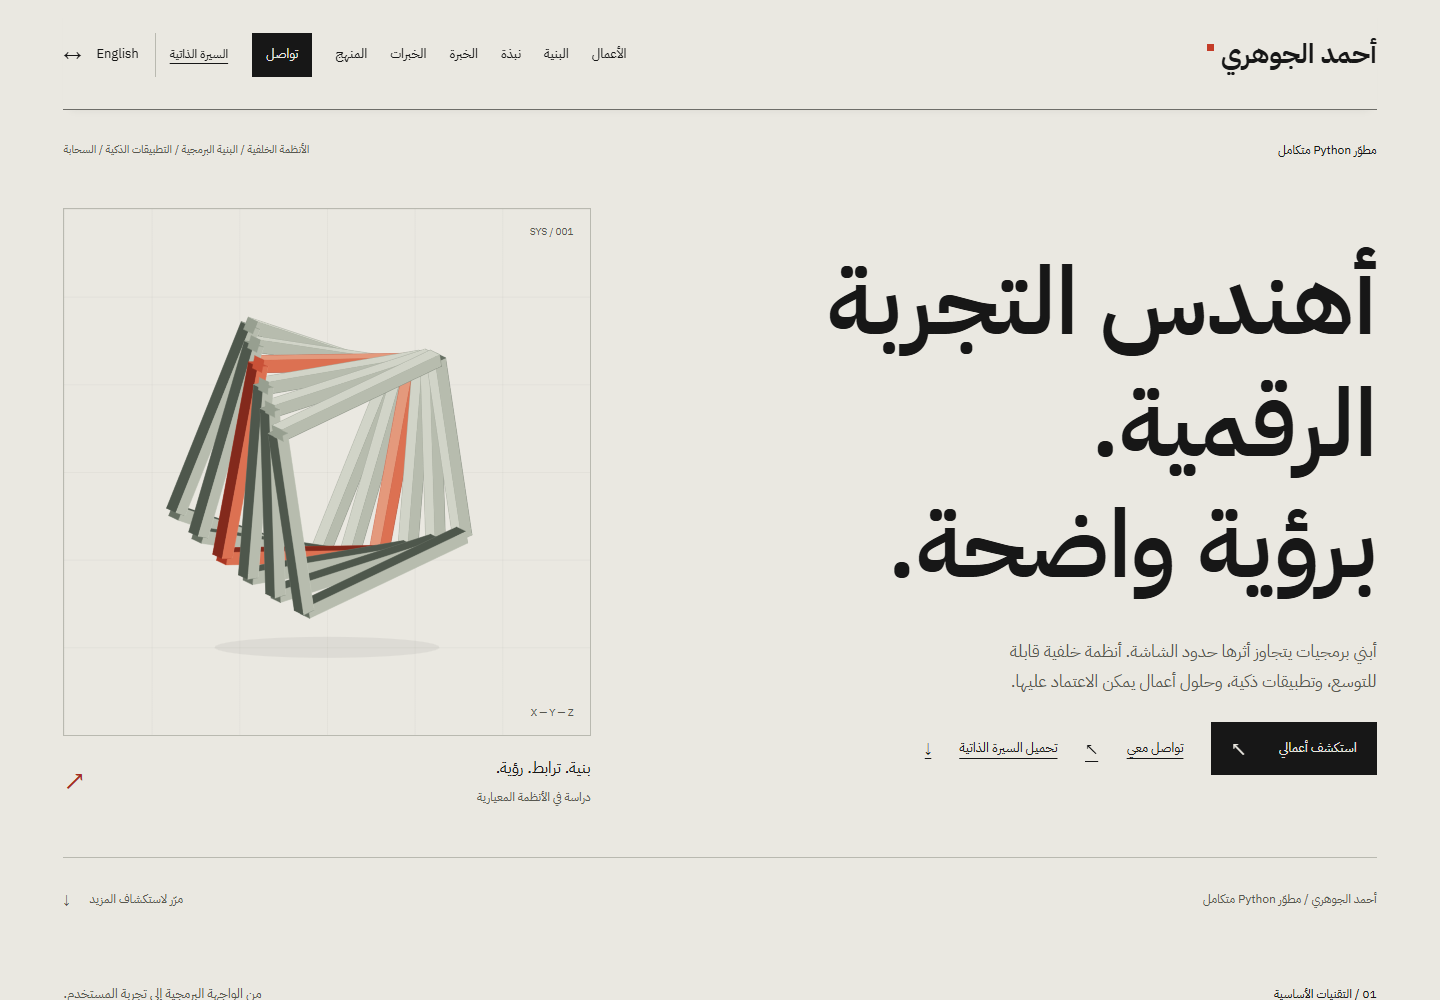 أحمد الجوهري
الأعمال
البنية
نبذة
الخبرة
الخبرات
المنهج
تواصل
السيرة الذاتية
English ↔
مطوّر Python متكامل
الأنظمة الخلفية / البنية البرمجية / التطبيقات الذكية / السحابة
أهندس التجربة
الرقمية.
برؤية واضحة.
أبني برمجيات يتجاوز أثرها حدود الشاشة. أنظمة خلفية قابلة
للتوسع، وتطبيقات ذكية، وحلول أعمال يمكن الاعتماد عليها.
استكشف أعمالي ↖
تواصل معي ↖
تحميل السيرة الذاتية ↓
SYS / 001
X — Y — Z
بنية. ترابط. رؤية.
دراسة في الأنظمة المعيارية
↗
أحمد الجوهري / مطوّر Python متكامل
مرّر لاستكشاف المزيد ↓
01 / التقنيات الأساسية
من الواجهة البرمجية إلى تجربة المستخدم.